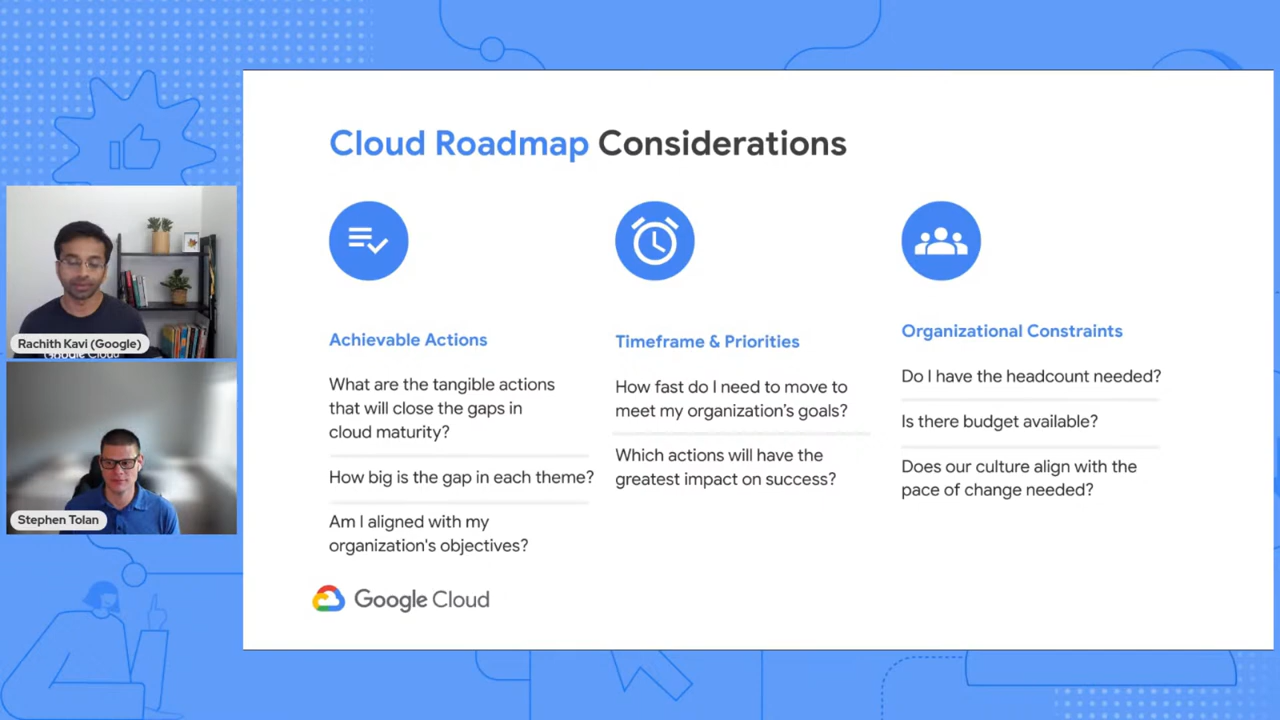 Cloud Roadmap Considerations
Achievable Actions
What are the tangible actions
that will close the gaps in
cloud maturity?
How big is the gap in each theme?
Am I aligned with my
organization's objectives?
Timeframe & Priorities
How fast do I need to move to
meet my organization’s goals?
Which actions will have the
greatest impact on success?
Organizational Constraints
Do I have the headcount needed?
Is there budget available?
Does our culture align with the
pace of change needed?
Google Cloud
Rachith Kavi (Google)
Google Cloud
Stephen Tolan